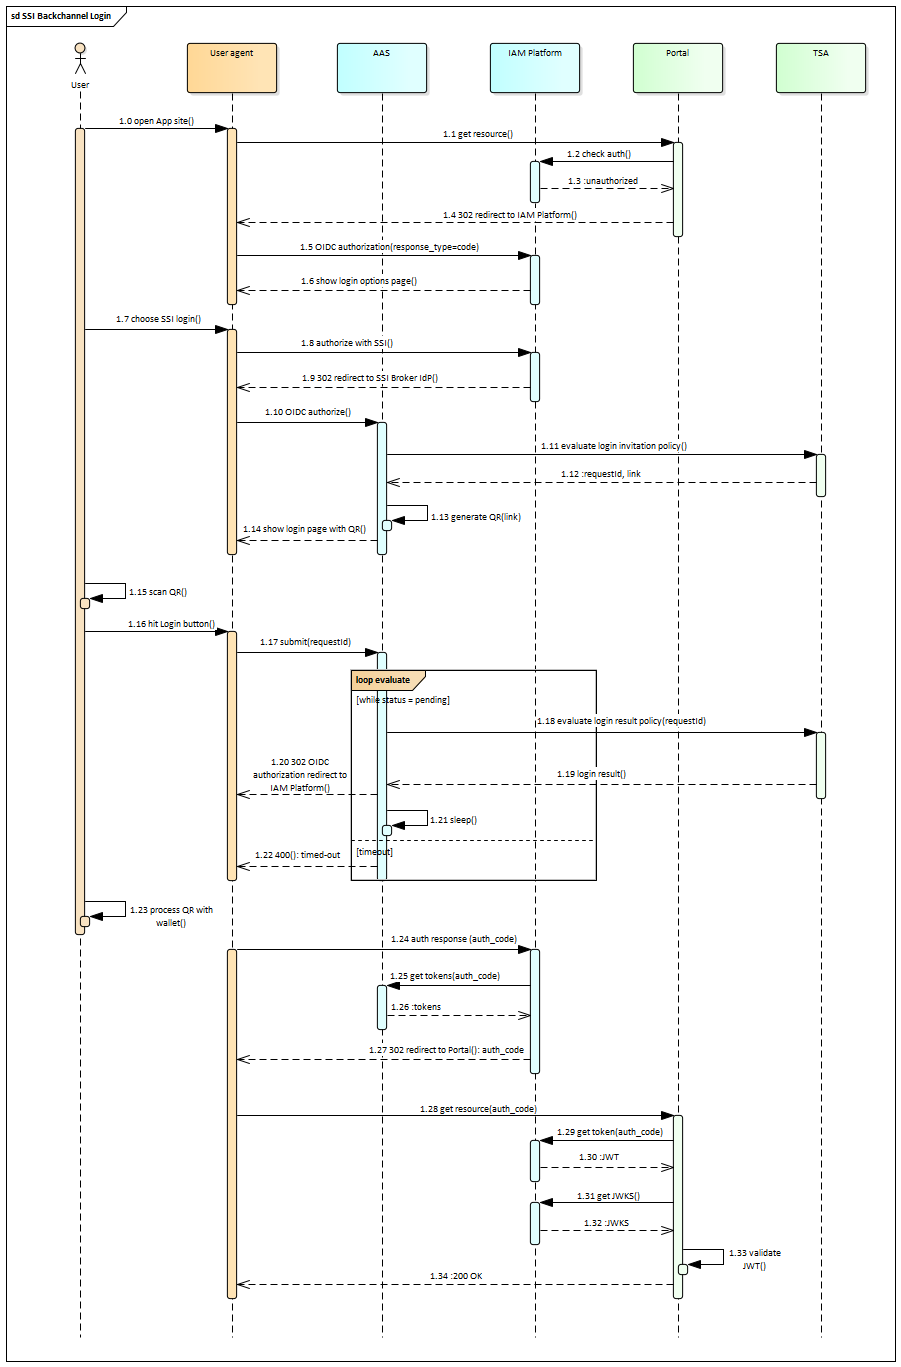 sd SSI Backchannel Login
User
User agent
AAS
IAM Platform
Portal
TSA
1.0 open App site()
1.1 get resource()
1.2 check auth()
1.3 :unauthorized
1.4 302 redirect to IAM Platform()
1.5 OIDC authorization(response_type=code)
1.6 show login options page()
1.7 choose SSI login()
1.8 authorize with SSI()
1.9 302 redirect to SSI Broker IdP()
1.10 OIDC authorize()
1.11 evaluate login invitation policy()
1.12 :requestId, link
1.13 generate QR(link)
1.14 show login page with QR()
1.15 scan QR()
1.16 hit Login button()
1.17 submit(requestId)
loop evaluate
[while status = pending]
1.18 evaluate login result policy(requestId)
1.19 login result()
1.20 302 OIDC
authorization redirect to
IAM Platform()
1.21 sleep()
[timeout]
1.22 400(): timed-out
1.23 process QR with
wallet()
1.24 auth response (auth_code)
1.25 get tokens(auth_code)
1.26 :tokens
1.27 302 redirect to Portal(): auth_code
1.28 get resource(auth_code)
1.29 get token(auth_code)
1.30 :JWT
1.31 get JWKS()
1.32 :JWKS
1.33 validate
JWT()
1.34 :200 OK